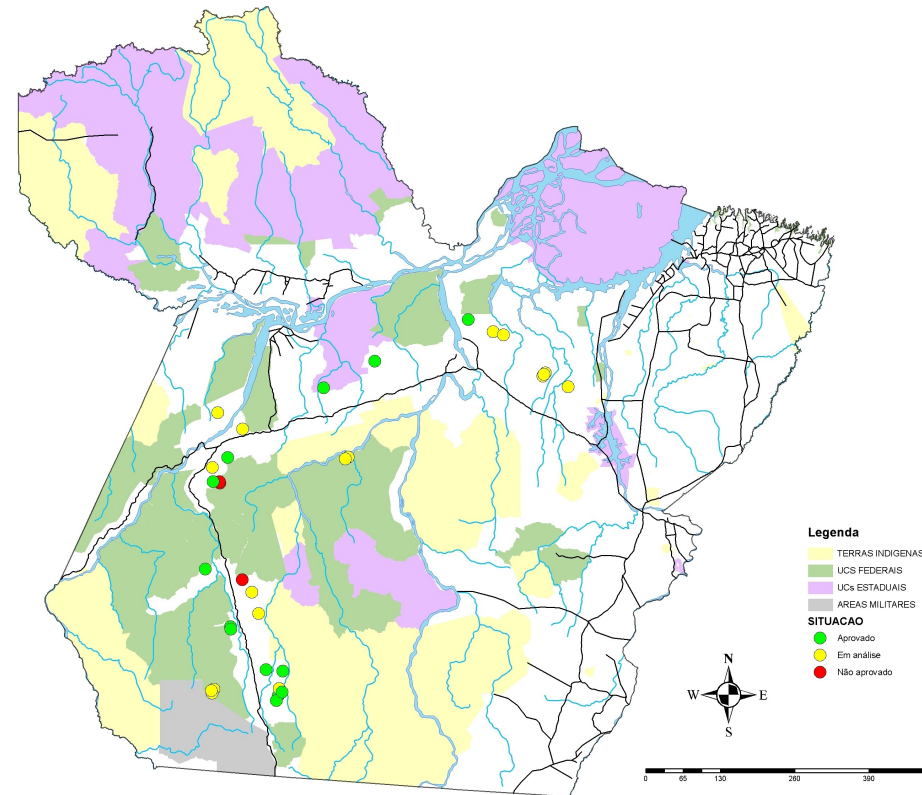 Legenda
TERRAS INDIGENAS
UCS FEDERAIS
UCs ESTADUAIS
AREAS MILITARES
SITUACAO
Aprovado
Em análise
Não aprovado
N
W E
S
0 65 130 260 390